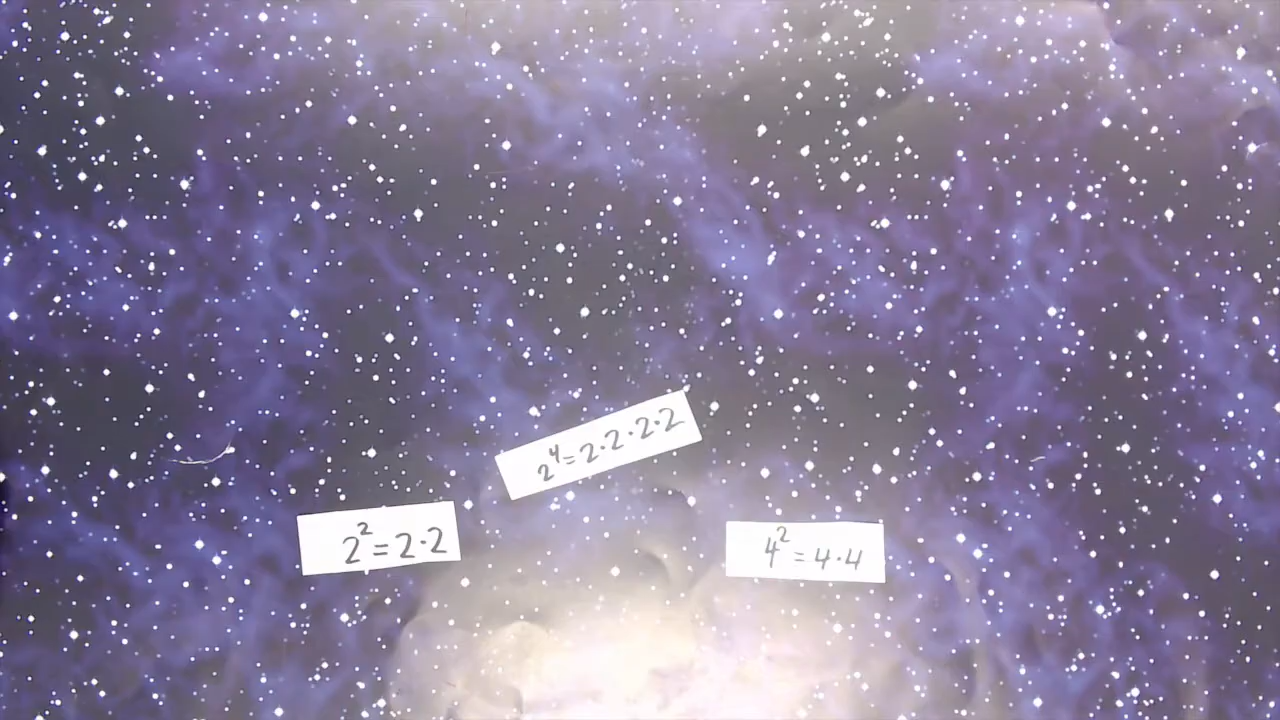 2² = 2·2
2⁴ = 2·2·2·2
4² = 4·4